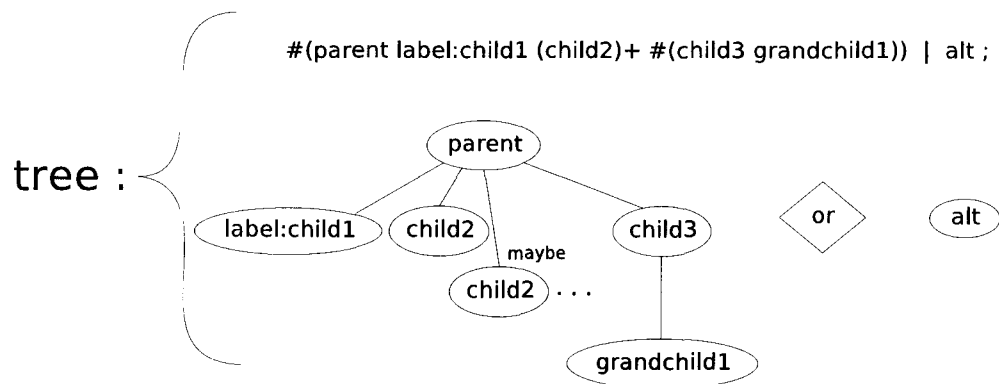 #(parent label:child1 (child2)+ #(child3 grandchild1)) | alt ;
tree :
parent
label:child1
child2
child3
or
alt
maybe
child2 . . .
grandchild1